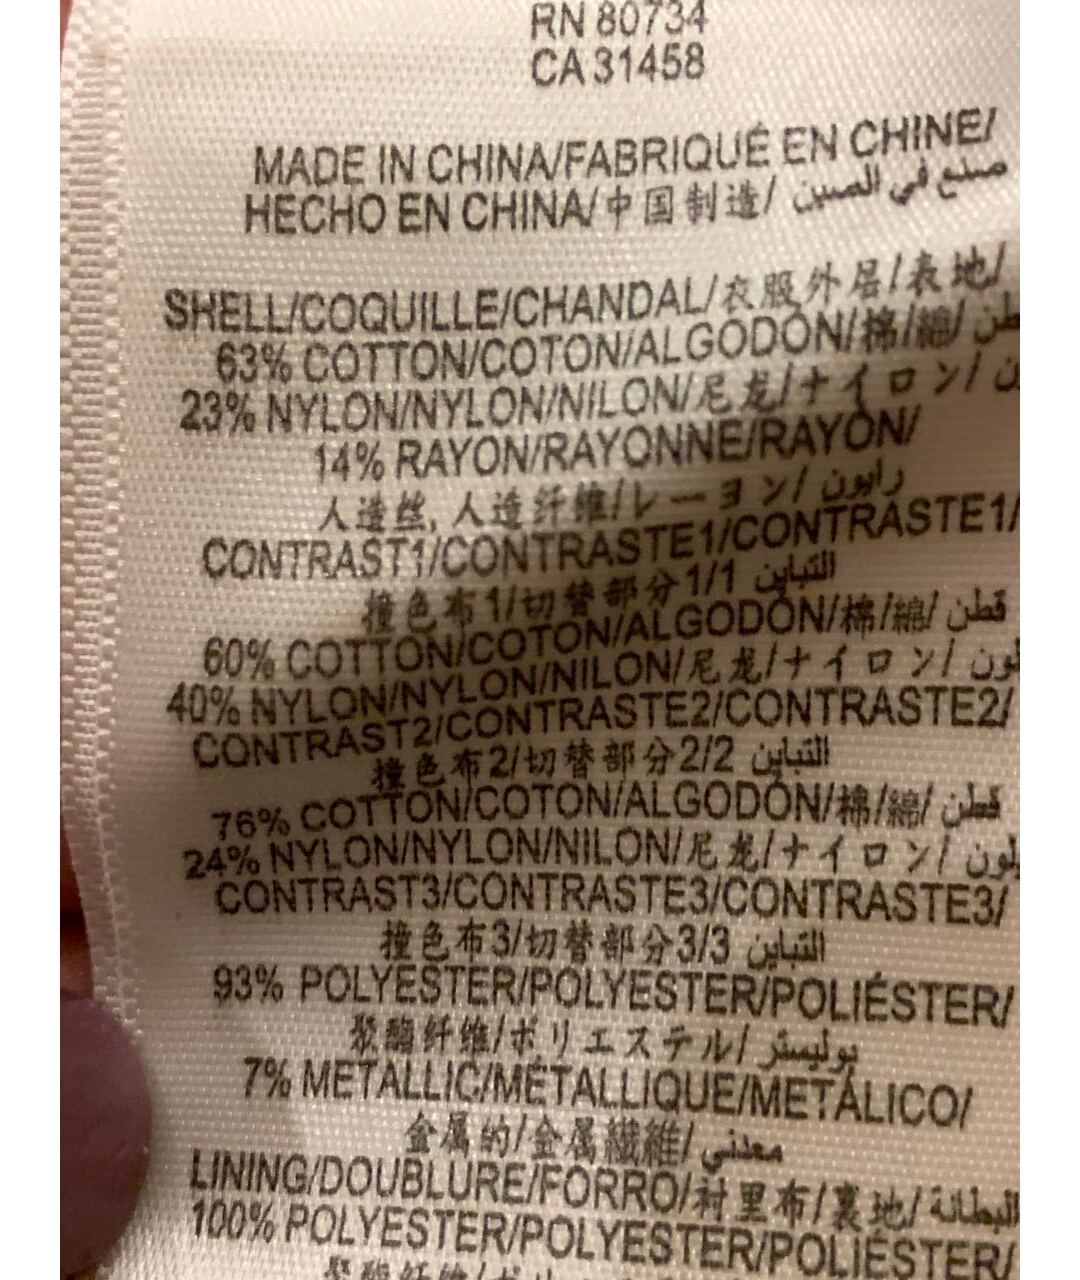 RN 80734
CA 31458
MADE IN CHINA/FABRIQUÉ EN CHINE/
HECHO EN CHINA/中国制造/ صنع في الصين
SHELL/COQUILLE/CHANDAL/衣服外层/表地/
63% COTTON/COTON/ALGODÓN/棉/綿/ قطن
23% NYLON/NYLON/NILON/尼龙/ナイロン/
14% RAYON/RAYONNE/RAYÓN/
人造丝, 人造纤维/レーヨン/ رايون
CONTRAST1/CONTRASTE1/CONTRASTE1/
撞色布1/切替部分1/1 التباين
60% COTTON/COTON/ALGODÓN/棉/綿/ قطن
40% NYLON/NYLON/NILON/尼龙/ナイロン/
CONTRAST2/CONTRASTE2/CONTRASTE2/
撞色布2/切替部分2/2 التباين
76% COTTON/COTON/ALGODÓN/棉/綿/ قطن
24% NYLON/NYLON/NILON/尼龙/ナイロン/
CONTRAST3/CONTRASTE3/CONTRASTE3/
撞色布3/切替部分3/3 التباين
93% POLYESTER/POLYESTER/POLIÉSTER/
聚酯纤维/ポリエステル/ بوليستر
7% METALLIC/MÉTALLIQUE/METÁLICO/
金属的/金属繊維/ معدني
LINING/DOUBLURE/FORRO/衬里布/裏地/ البطانة
100% POLYESTER/POLYESTER/POLIÉSTER/